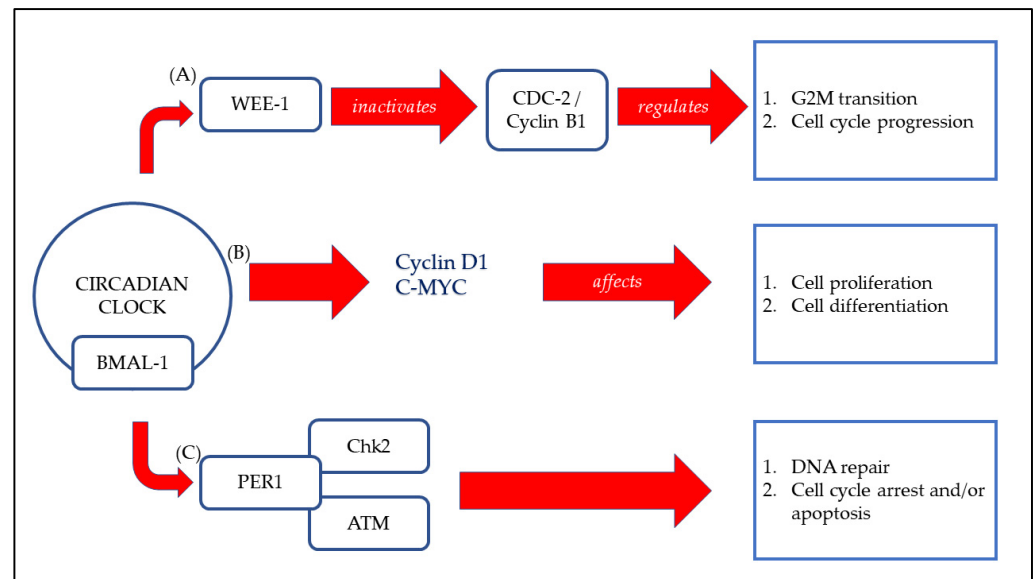 (A)
WEE-1
inactivates
CDC-2 /
Cyclin B1
regulates
1. G2M transition
2. Cell cycle progression
CIRCADIAN
CLOCK
BMAL-1
(B)
Cyclin D1
C-MYC
affects
1. Cell proliferation
2. Cell differentiation
(C)
PER1
Chk2
ATM
1. DNA repair
2. Cell cycle arrest and/or
apoptosis